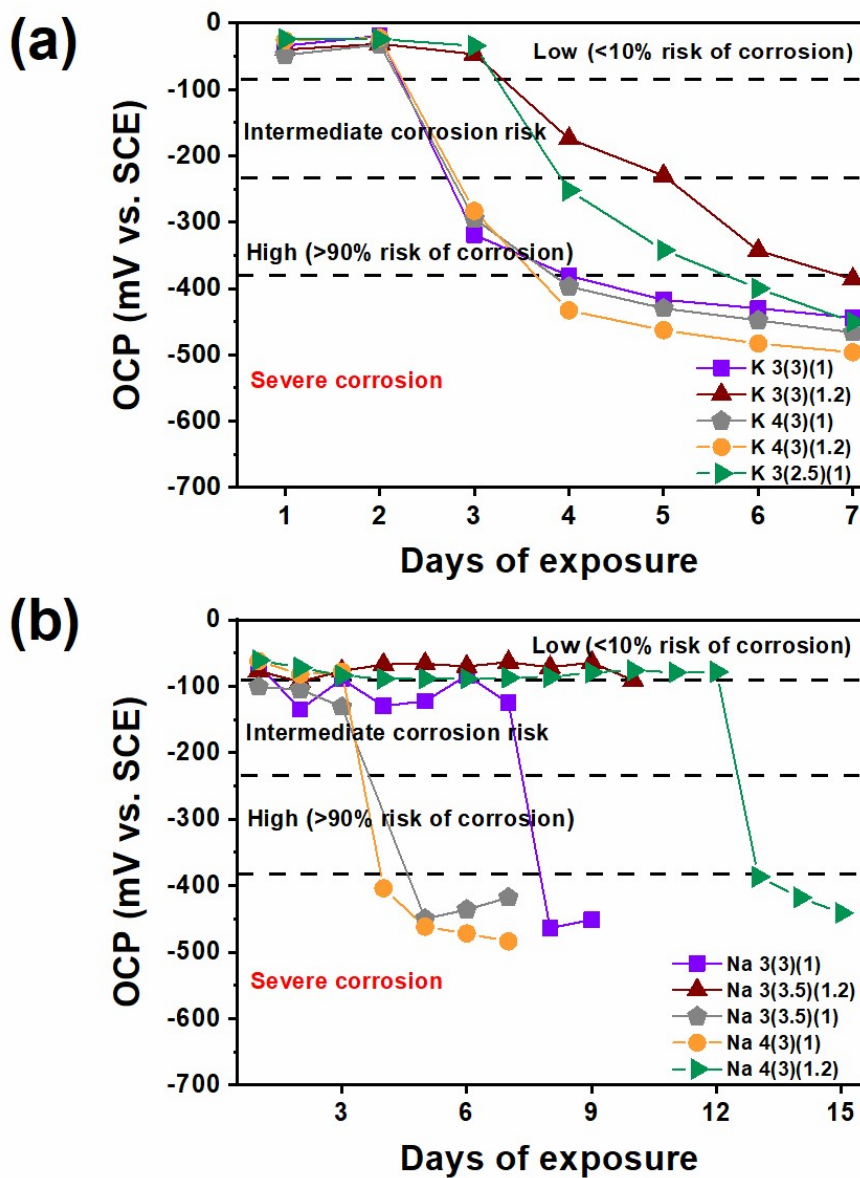 (a)
0
-100
-200
-300
-400
-500
-600
-700
OCP (mV vs. SCE)
Low (<10% risk of corrosion)
Intermediate corrosion risk
High (>90% risk of corrosion)
Severe corrosion
K 3(3)(1)
K 3(3)(1.2)
K 4(3)(1)
K 4(3)(1.2)
K 3(2.5)(1)
1 2 3 4 5 6 7
Days of exposure
(b)
0
-100
-200
-300
-400
-500
-600
-700
OCP (mV vs. SCE)
Low (<10% risk of corrosion)
Intermediate corrosion risk
High (>90% risk of corrosion)
Severe corrosion
Na 3(3)(1)
Na 3(3.5)(1.2)
Na 3(3.5)(1)
Na 4(3)(1)
Na 4(3)(1.2)
3 6 9 12 15
Days of exposure